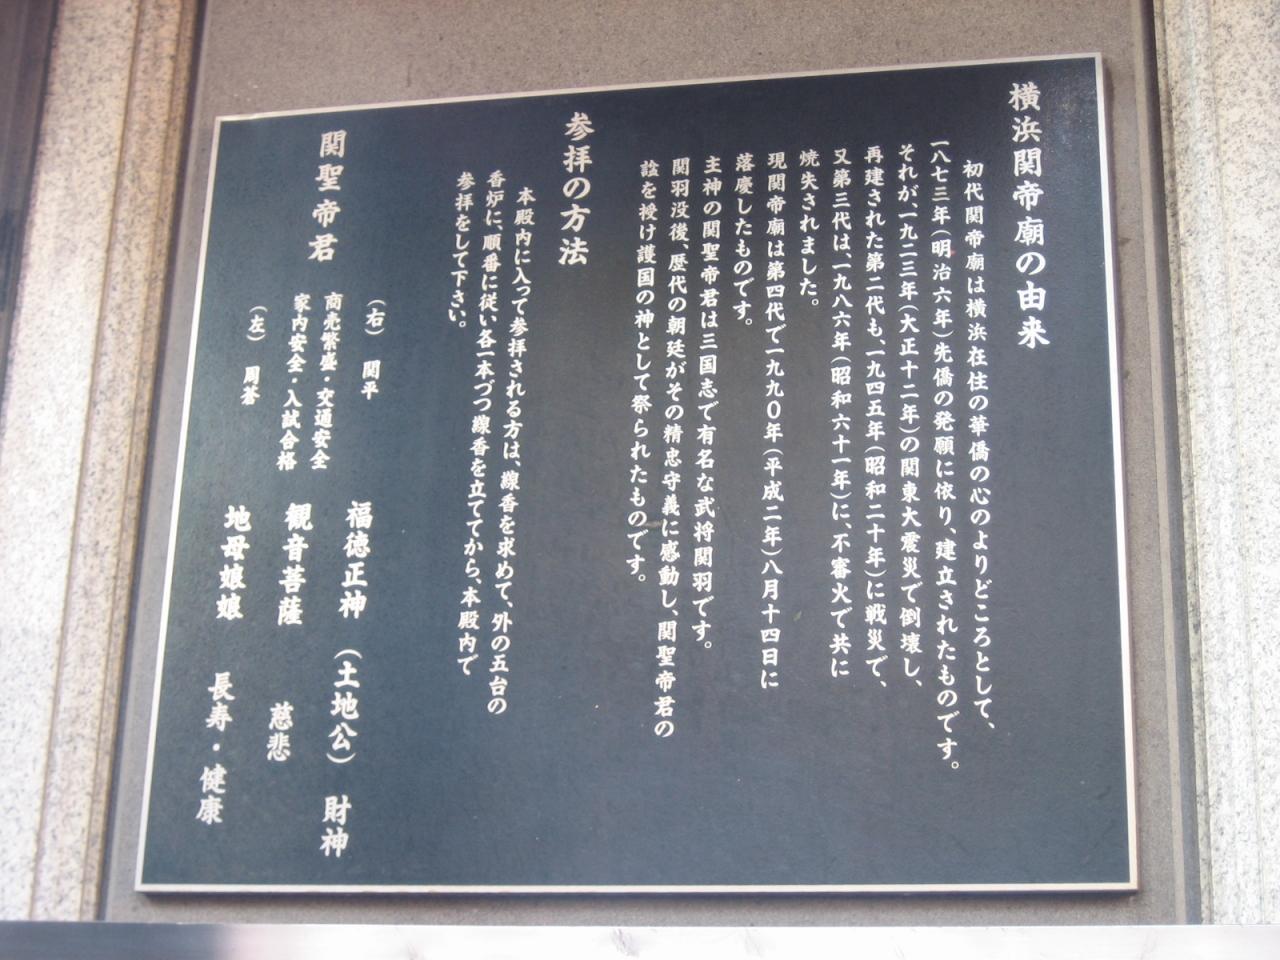 横浜関帝廟の由来
初代関帝廟は横浜在住の華僑の心のよりどころとして、
一八七三年（明治六年）先僑の発願に依り、建立されたものです。
それが、一九二三年（大正十二年）の関東大震災で倒壊し、
再建された第二代も、一九四五年（昭和二十年）に戦災で、
又第三代は、一九八六年（昭和六十一年）に、不審火で共に
焼失されました。
現関帝廟は第四代で一九九〇年（平成二年）八月十四日に
落慶したものです。
主神の関聖帝君は三国志で有名な武将関羽です。
関羽没後、歴代の朝廷がその精忠守義に感動し、関聖帝君の
諡を授け護国の神として祭られたものです。
参拝の方法
本殿内に入って参拝される方は、線香を求めて、外の五台の
香炉に、順番に従い各一本づつ線香を立ててから、本殿内で
参拝をして下さい。
関聖帝君
（右） 関平
商売繁盛・交通安全
家内安全・入試合格
（左） 周蒼
福徳正神 （土地公） 財神
観音菩薩 慈悲
地母娘娘 長寿・健康